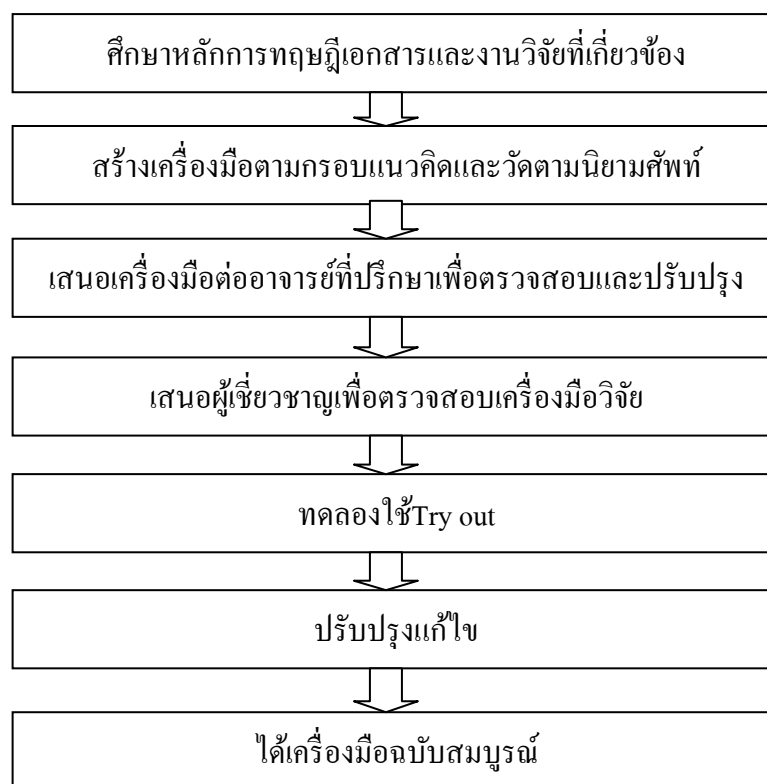 ศึกษาหลักการทฤษฎีเอกสารและงานวิจัยที่เกี่ยวข้อง
สร้างเครื่องมือตามกรอบแนวคิดและวัดตามนิยามศัพท์
เสนอเครื่องมือต่ออาจารย์ที่ปรึกษาเพื่อตรวจสอบและปรับปรุง
เสนอผู้เชี่ยวชาญเพื่อตรวจสอบเครื่องมือวิจัย
ทดลองใช้Try out
ปรับปรุงแก้ไข
ได้เครื่องมือฉบับสมบูรณ์